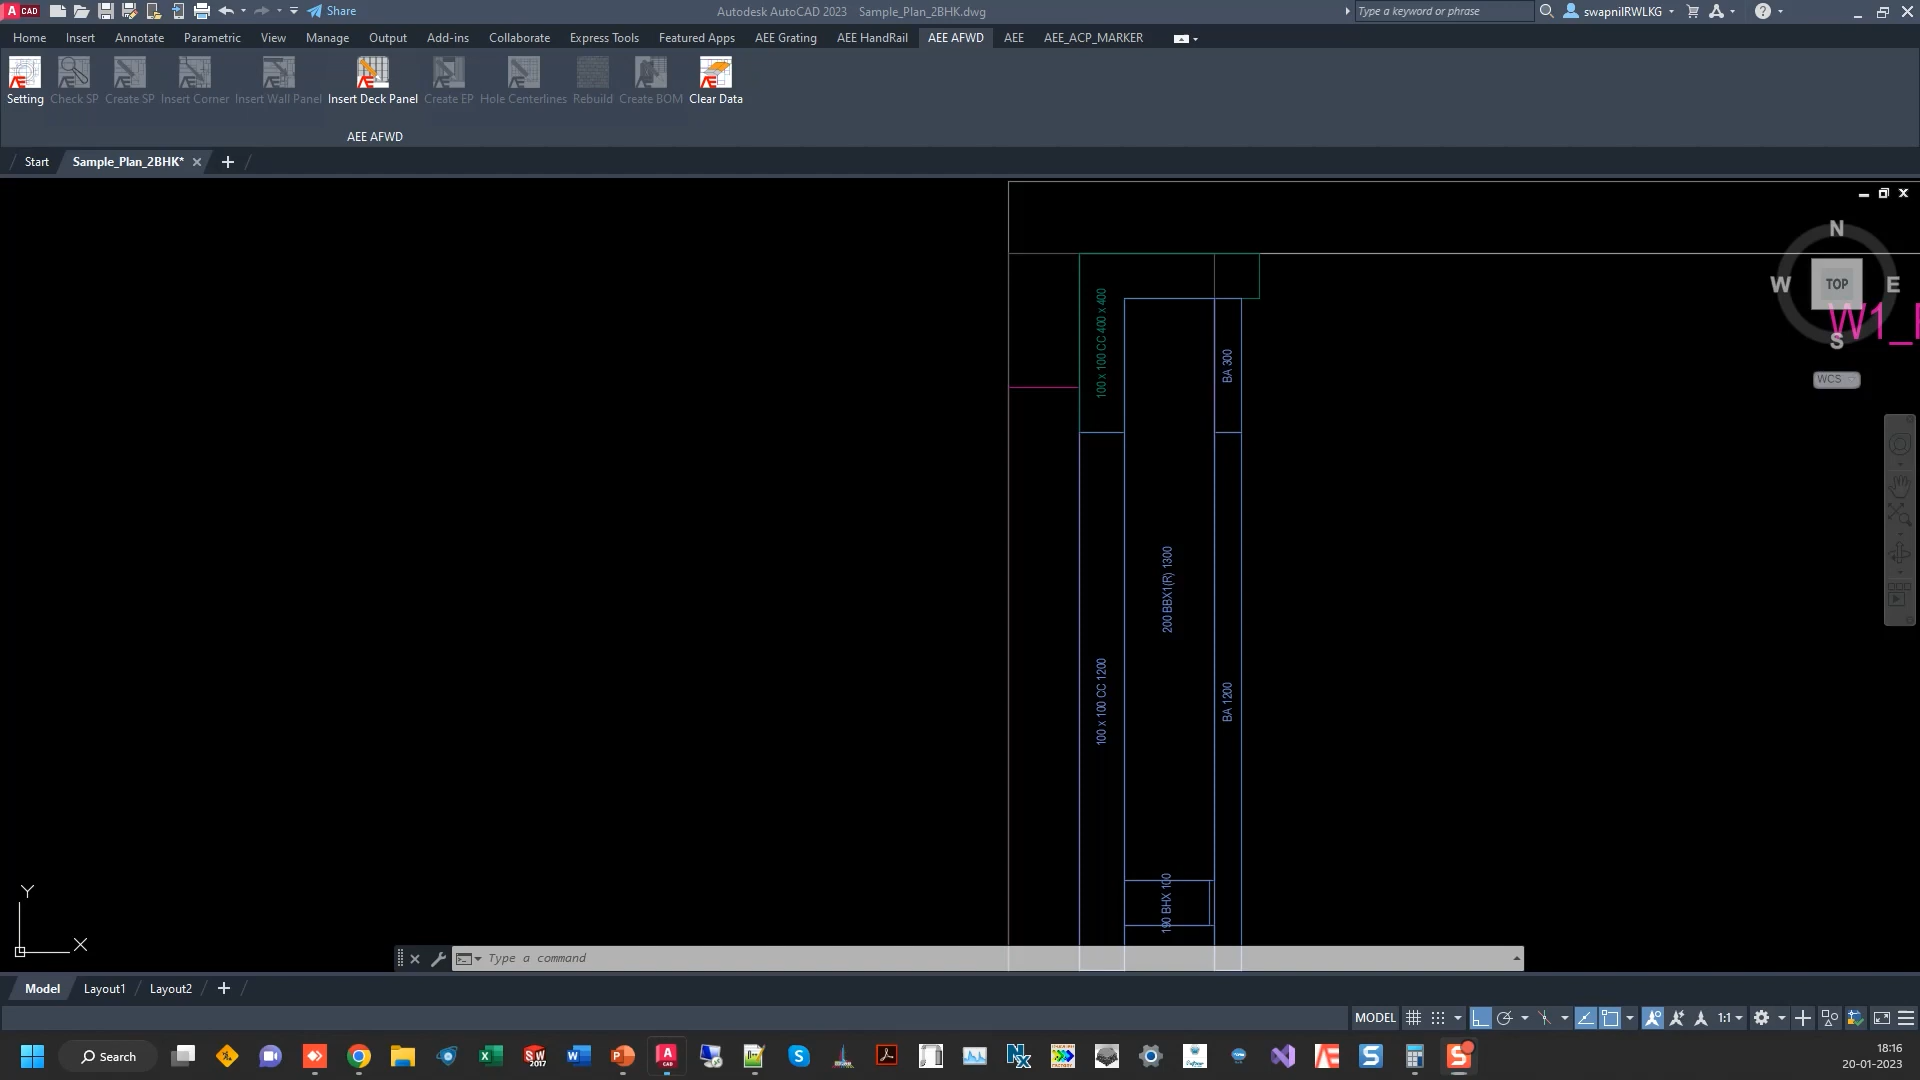 A CAD
Share
Autodesk AutoCAD 2023 Sample_Plan_2BHK.dwg
Type a keyword or phrase
swapnilRWLKG
Home Insert Annotate Parametric View Manage Output Add-ins Collaborate Express Tools Featured Apps AEE Grating AEE HandRail AEE AFWD AEE AEE_ACP_MARKER
Setting Check SP Create SP Insert Corner Insert Wall Panel Insert Deck Panel Create EP Hole Centerlines Rebuild Create BOM Clear Data
AEE AFWD
Start Sample_Plan_2BHK*
N
W TOP E
S
WCS
100 x 100 CC 400 x 400
BA 300
200 BBX1(R) 1300
100 x 100 CC 1200
BA 1200
190 BHX 100
Y
X
Type a command
Model Layout1 Layout2
MODEL 1:1
Search
18:16
20-01-2023